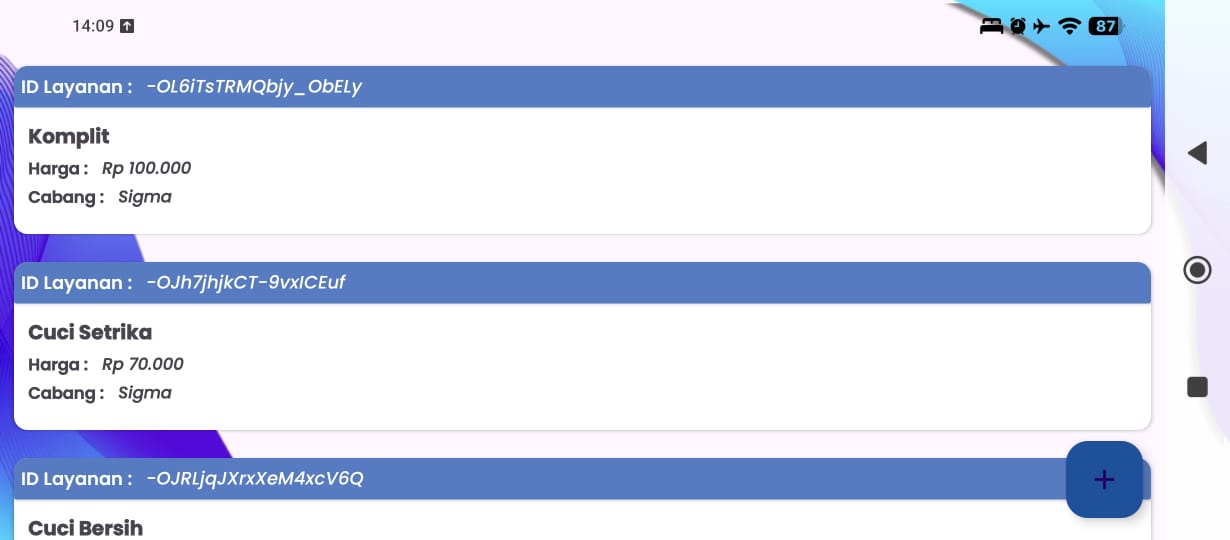 14:09
87
ID Layanan : -OL6iTsTRMQbjy_ObELy
Komplit
Harga : Rp 100.000
Cabang : Sigma
ID Layanan : -OJh7jhjkCT-9vxICEuf
Cuci Setrika
Harga : Rp 70.000
Cabang : Sigma
ID Layanan : -OJRLjqJXrxXeM4xcV6Q
+
Cuci Bersih